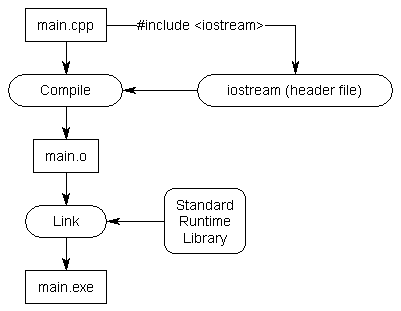 main.cpp
#include <iostream>
Compile
iostream (header file)
main.o
Link
Standard
Runtime
Library
main.exe